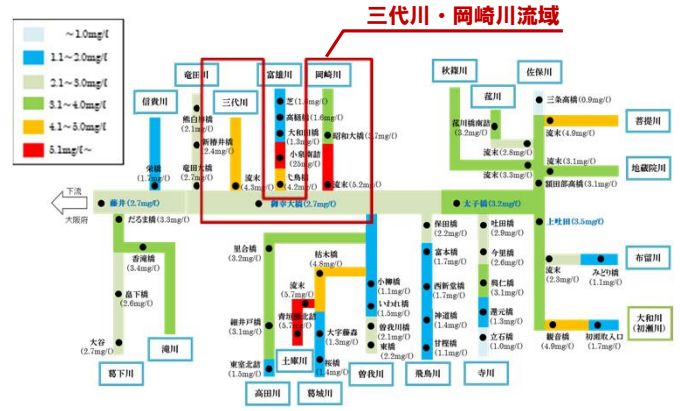 三代川・岡崎川流域
～1.0mg/ℓ
1.1～2.0mg/ℓ
2.1～3.0mg/ℓ
3.1～4.0mg/ℓ
4.1～5.0mg/ℓ
5.1mg/ℓ～
竜田川
富雄川
岡崎川
秋篠川
佐保川
信貴川
三代川
菰川
菩提川
地蔵院川
布留川
大和川
(初瀬川)
芝(1.8mg/ℓ)
三条高橋(0.9mg/ℓ)
(2.1mg/ℓ)
高樋橋(1.6mg/ℓ)
流末(4.9mg/ℓ)
大和田橋
(1.3mg/ℓ)
昭和大橋(3.7mg/ℓ)
菰川橋南詰
(3.2mg/ℓ)
新椿井橋
(2.4mg/ℓ)
流末(2.8mg/ℓ)
小泉南詰
(25mg/ℓ)
流末(3.1mg/ℓ)
流末(3.3mg/ℓ)
栄橋
(1.7mg/ℓ)
竜田大橋
(2.7mg/ℓ)
流末
(4.3mg/ℓ)
弋鳥橋
(4.2mg/ℓ)
流末(5.2mg/ℓ)
額田部高橋(3.1mg/ℓ)
下流
大阪府
藤井(2.7mg/ℓ)
御幸大橋(2.7mg/ℓ)
太子橋(3.2mg/ℓ)
だるま橋(3.3mg/ℓ)
上吐田(3.5mg/ℓ)
保田橋
(2.2mg/ℓ)
吐田橋
(2.9mg/ℓ)
香滝橋
(3.4mg/ℓ)
里合橋
(3.2mg/ℓ)
枯木橋
(4.8mg/ℓ)
富本橋
(1.7mg/ℓ)
今里橋
(2.6mg/ℓ)
流末
(2.3mg/ℓ)
みどり橋
(1.1mg/ℓ)
畠下橋
(2.6mg/ℓ)
流末
(5.7mg/ℓ)
小柳橋
(1.1mg/ℓ)
西新堂橋
(1.7mg/ℓ)
興仁橋
(3.1mg/ℓ)
いわれ橋
(1.5mg/ℓ)
細井戸橋
(3.1mg/ℓ)
大字藤森
(1.3mg/ℓ)
曽我川橋
(2.1mg/ℓ)
神道橋
(1.4mg/ℓ)
還元橋
(1.3mg/ℓ)
大谷
(2.7mg/ℓ)
滝川
土庫川
東橋
(2.2mg/ℓ)
甘樫橋
(1.1mg/ℓ)
立石橋
(1.0mg/ℓ)
観音橋
(4.9mg/ℓ)
初瀬取入口
(1.7mg/ℓ)
東室北詰
(1.5mg/ℓ)
桜橋
(1.4mg/ℓ)
葛下川
高田川
葛城川
曽我川
飛鳥川
寺川